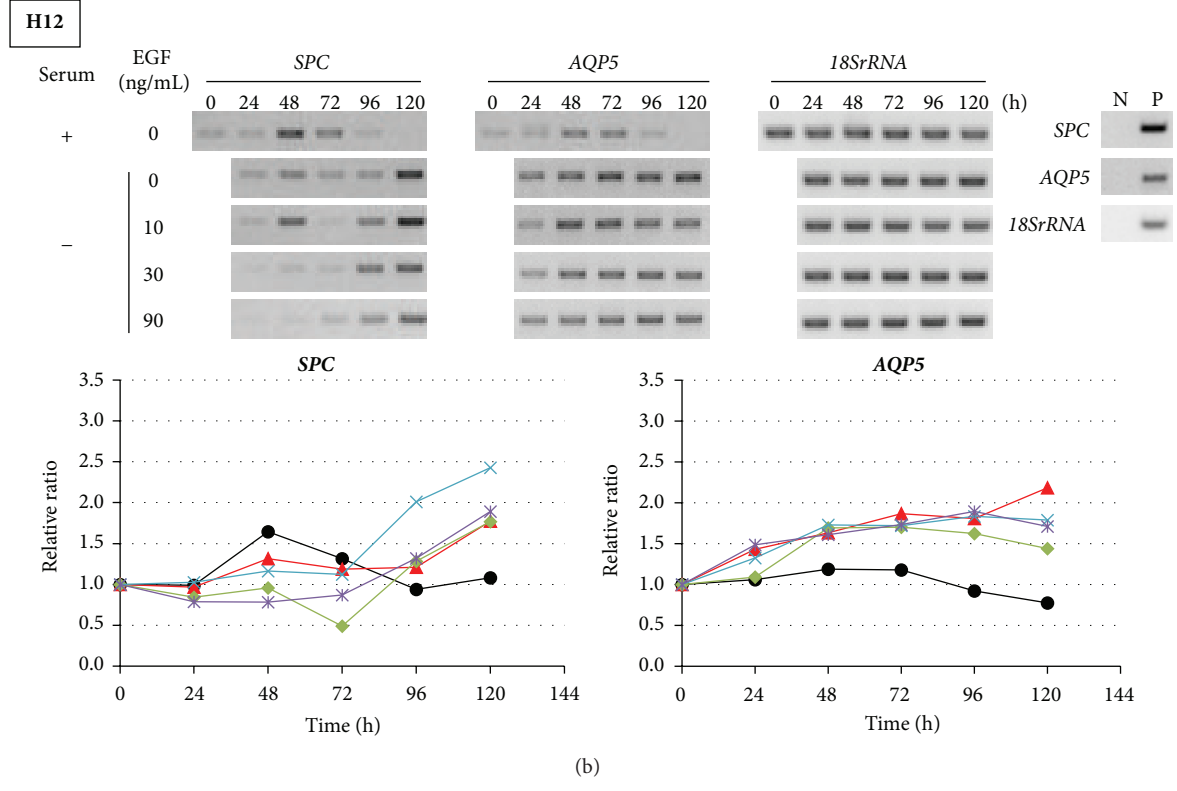 H12
Serum
EGF
(ng/mL)
SPC
AQP5
18SrRNA
0 24 48 72 96 120
0 24 48 72 96 120
0 24 48 72 96 120 (h)
N P
+ 0
SPC
0
AQP5
10
18SrRNA
−
30
90
SPC
3.5
3.0
2.5
2.0
1.5
1.0
0.5
0.0
Relative ratio
0 24 48 72 96 120 144
Time (h)
AQP5
3.5
3.0
2.5
2.0
1.5
1.0
0.5
0.0
Relative ratio
0 24 48 72 96 120 144
Time (h)
(b)